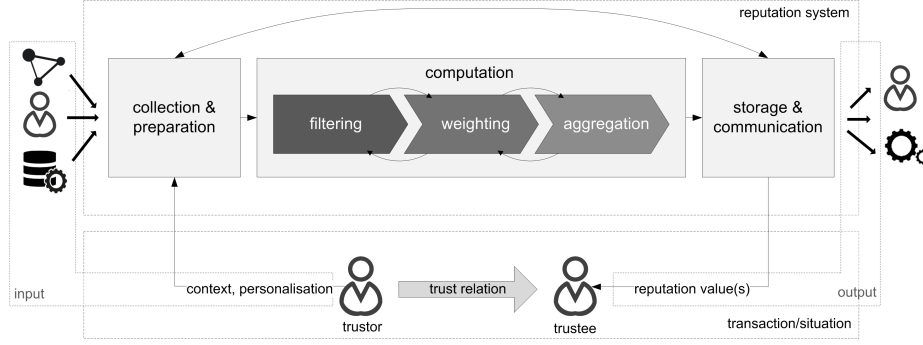 reputation system
computation
collection &
preparation
filtering
weighting
aggregation
storage &
communication
input
context, personalisation
trust relation
reputation value(s)
output
trustor
trustee
transaction/situation